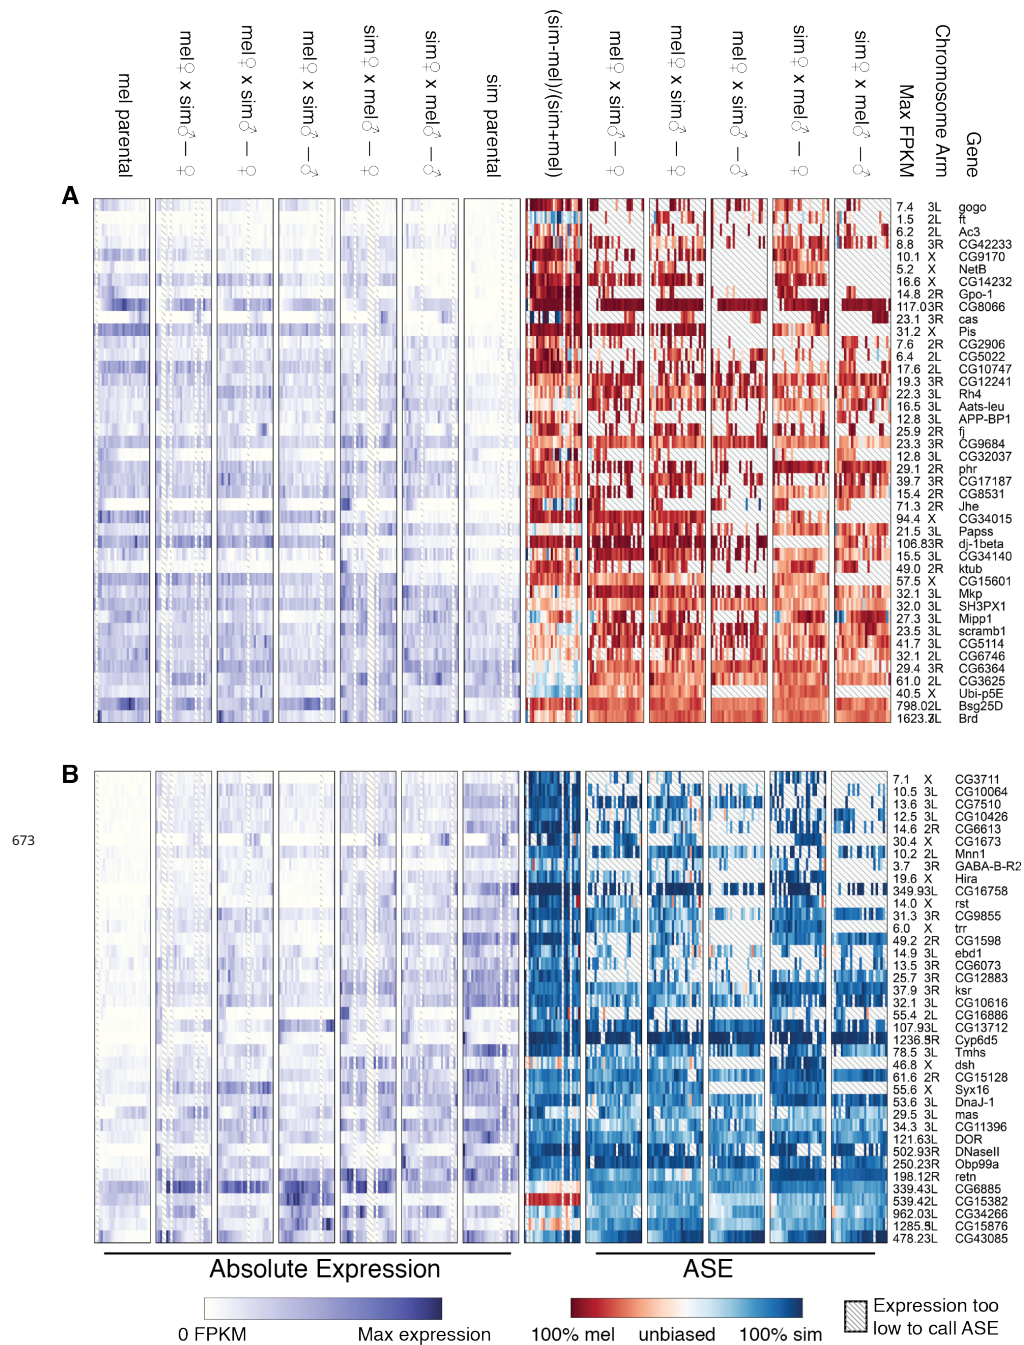 mel parental
mel♀ x sim♂ — ♀
mel♀ x sim♂ — ♀
mel♀ x sim♂ — ♂
sim♀ x mel♂ — ♀
sim♀ x mel♂ — ♂
sim parental
(sim-mel)/(sim+mel)
mel♀ x sim♂ — ♀
mel♀ x sim♂ — ♀
mel♀ x sim♂ — ♂
sim♀ x mel♂ — ♀
sim♀ x mel♂ — ♂
Max FPKM
Chromosome Arm
Gene
A
7.4 3L gogo
1.5 2L ft
6.2 2L Ac3
8.8 3R CG42233
10.1 X CG9170
5.2 X NetB
16.6 X CG14232
14.8 2R Gpo-1
117.0 3R CG8066
23.1 3R cas
31.2 X Pis
7.6 2R CG2906
6.4 2L CG5022
17.6 2L CG10747
19.3 3R CG12241
22.3 3L Rh4
16.5 3L Aats-leu
12.8 3L APP-BP1
25.9 2R fj
23.3 3R CG9684
12.8 3L CG32037
29.1 2R phr
39.7 3R CG17187
15.4 2R CG8531
71.3 2R Jhe
94.4 X CG34015
21.5 3L Papss
106.8 3R dj-1beta
15.5 3L CG34140
49.0 2R ktub
57.5 X CG15601
32.1 3L Mkp
32.0 3L SH3PX1
27.3 3L Mipp1
23.5 3L scramb1
41.7 3L CG5114
32.1 2L CG6746
29.4 3R CG6364
61.0 2L CG3625
40.5 X Ubi-p5E
798.0 2L Bsg25D
1623.3L Brd
B
7.1 X CG3711
10.5 3L CG10064
13.6 3L CG7510
12.5 3L CG10426
14.6 2R CG6613
30.4 X CG1673
10.2 2L Mnn1
3.7 3R GABA-B-R2
19.6 X Hira
349.9 3L CG16758
14.0 X rst
31.3 3R CG9855
6.0 X trr
49.2 2R CG1598
14.9 3L ebd1
13.5 3R CG6073
25.7 3R CG12883
37.9 3R ksr
32.1 3L CG10616
55.4 2L CG16886
107.9 3L CG13712
1236.3R Cyp6d5
78.5 3L Tmhs
46.8 X dsh
61.6 2R CG15128
55.6 X Syx16
53.6 3L DnaJ-1
29.5 3L mas
34.3 3L CG11396
121.6 3L DOR
502.9 3R DNaseII
250.2 3R Obp99a
198.1 2R retn
339.4 3L CG6885
539.4 2L CG15382
962.0 3L CG34266
1285.3L CG15876
478.2 3L CG43085
673
Absolute Expression
ASE
0 FPKM
Max expression
100% mel
unbiased
100% sim
Expression too
low to call ASE